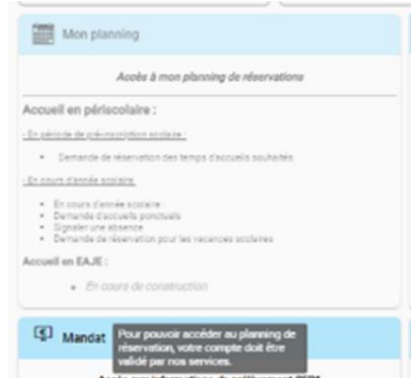 Mon planning
Accès à mon planning de réservations
Accueil en périscolaire :
- En période de pré-inscription scolaire :
Demande de réservation des temps d'accueils souhaités
- En cours d'année scolaire
En cours d'année scolaire :
Demande d'accueils ponctuels
Signaler une absence
Demande de réservation pour les vacances scolaires
Accueil en EAJE :
En cours de construction
Mandat
Pour pouvoir accéder au planning de
réservation, votre compte doit être
validé par nos services.